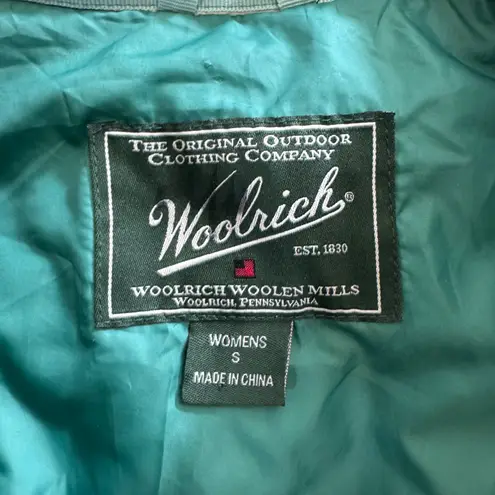 THE ORIGINAL OUTDOOR
CLOTHING COMPANY
Woolrich®
EST. 1830
WOOLRICH WOOLEN MILLS
WOOLRICH, PENNSYLVANIA
WOMENS
S
MADE IN CHINA